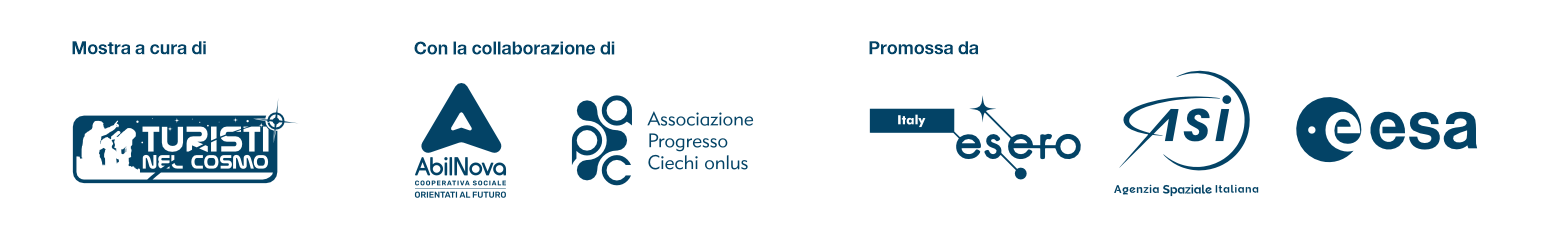 Mostra a cura di
TURISTI
NEL COSMO
Con la collaborazione di
AbilNova
COOPERATIVA SOCIALE
ORIENTATI AL FUTURO
apc
Associazione
Progresso
Ciechi onlus
Promossa da
Italy
esero
ASI
Agenzia Spaziale Italiana
esa